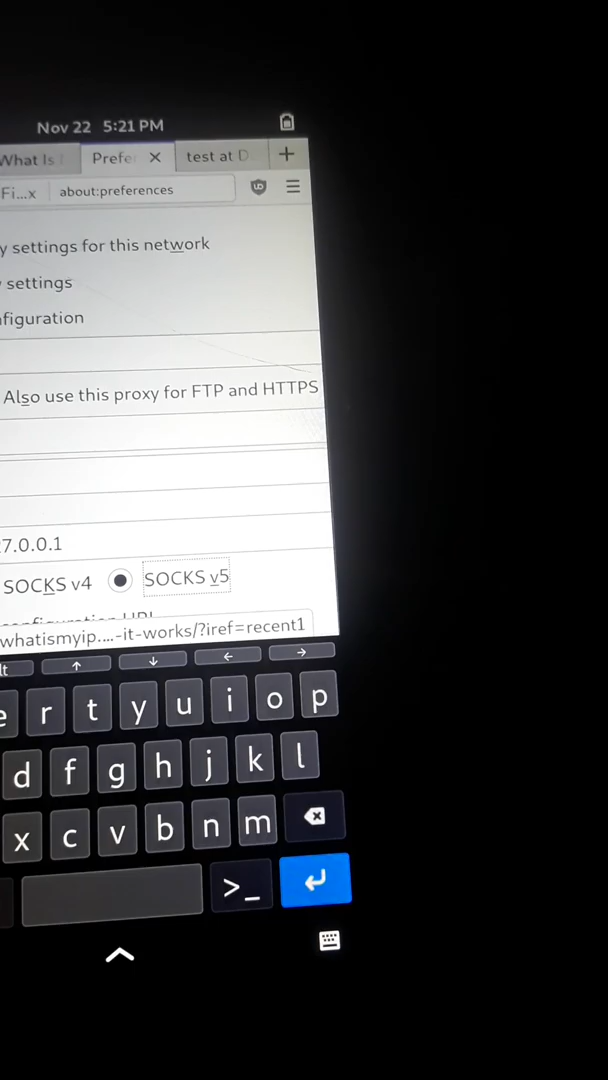 Nov 22 5:21 PM
What Is
Prefe
test at D
Fi...x about:preferences
y settings for this network
settings
figuration
Also use this proxy for FTP and HTTPS
7.0.0.1
SOCKS v4 SOCKS v5
whatismyip....-it-works/?iref=recent1
lt ↑ ↓ ← →
e r t y u i o p
d f g h j k l
x c v b n m
>_